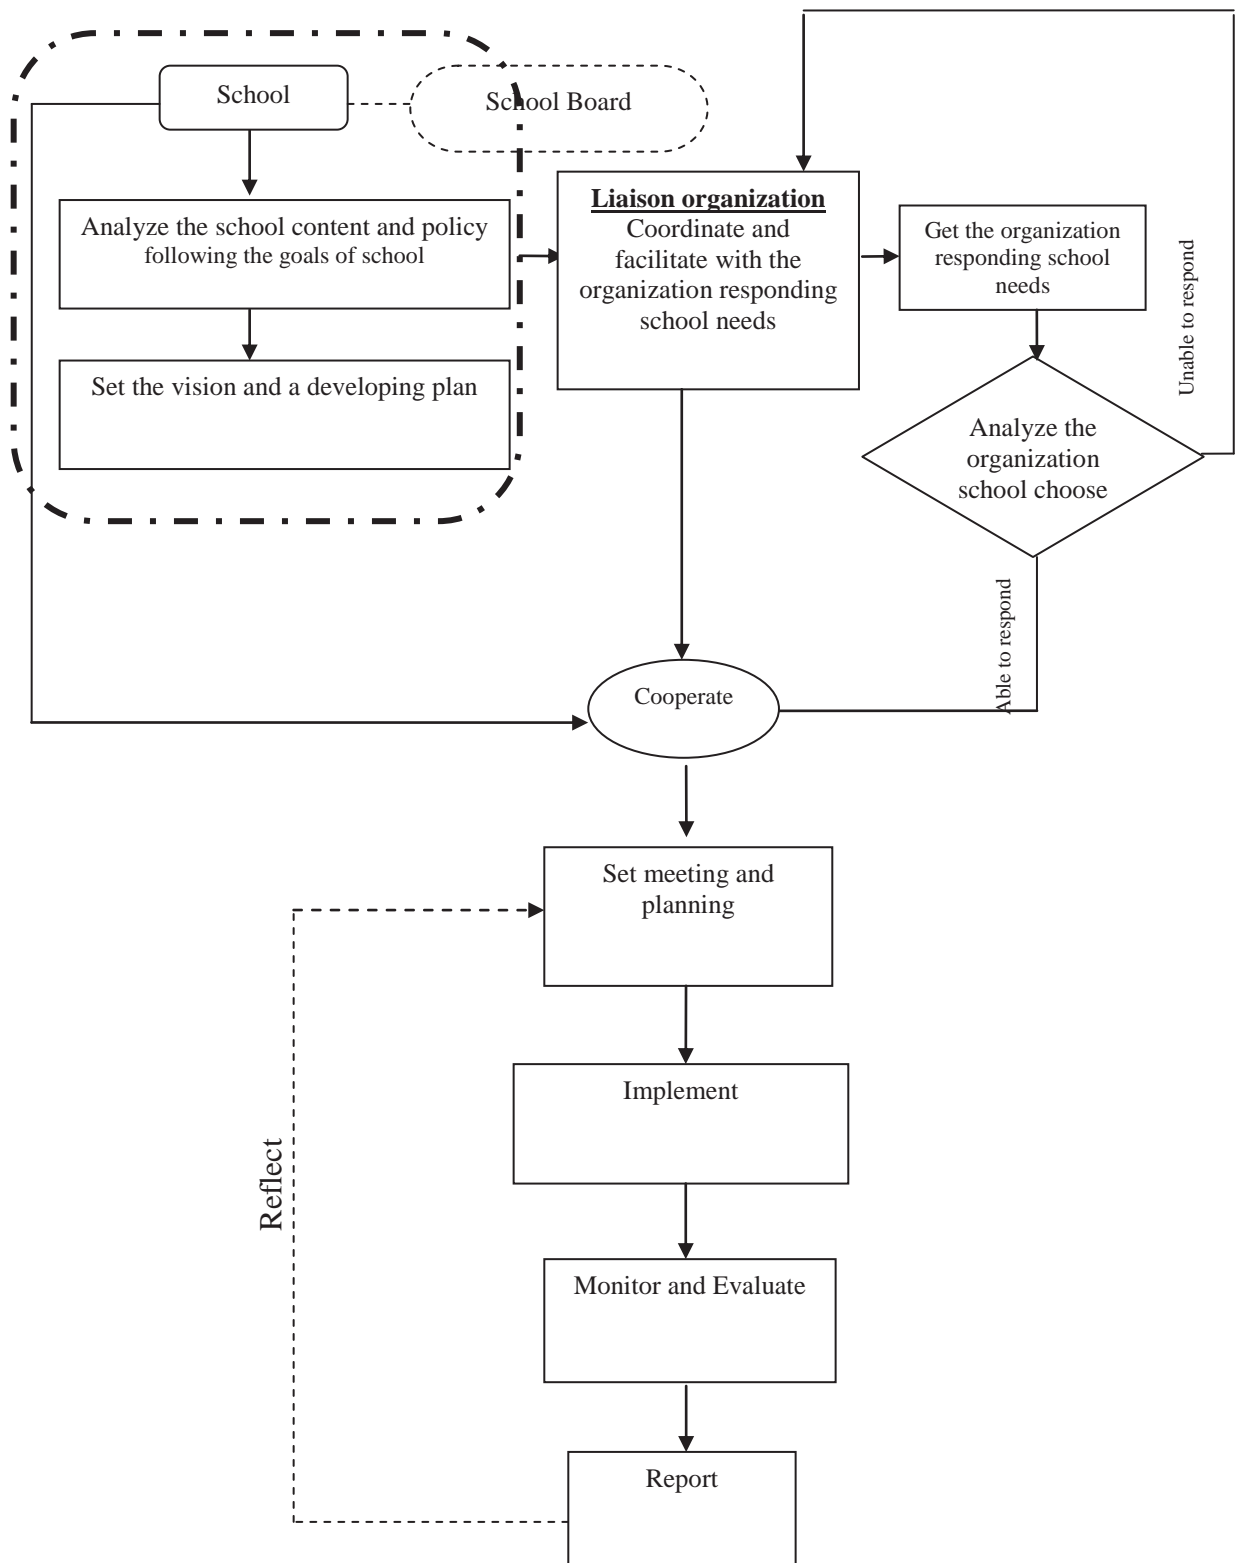 School
School Board
Analyze the school content and policy
following the goals of school
Set the vision and a developing plan
Liaison organization
Coordinate and
facilitate with the
organization responding
school needs
Get the organization
responding school
needs
Unable to respond
Analyze the
organization
school choose
Able to respond
Cooperate
Set meeting and
planning
Implement
Reflect
Monitor and Evaluate
Report